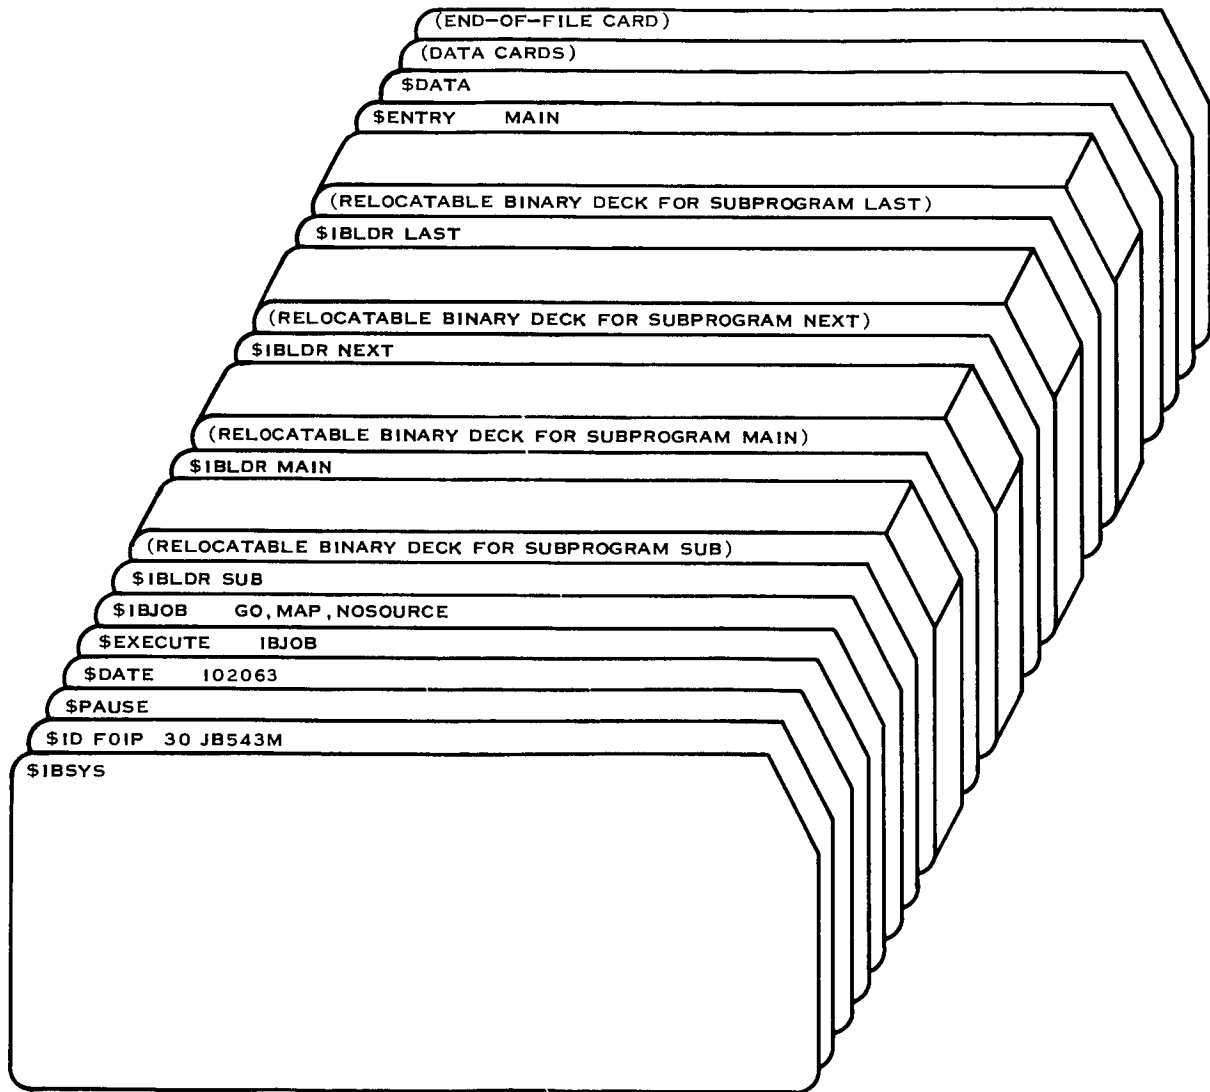 (END-OF-FILE CARD)
(DATA CARDS)
$DATA
$ENTRY MAIN
(RELOCATABLE BINARY DECK FOR SUBPROGRAM LAST)
$IBLDR LAST
(RELOCATABLE BINARY DECK FOR SUBPROGRAM NEXT)
$IBLDR NEXT
(RELOCATABLE BINARY DECK FOR SUBPROGRAM MAIN)
$IBLDR MAIN
(RELOCATABLE BINARY DECK FOR SUBPROGRAM SUB)
$IBLDR SUB
$IBJOB GO, MAP, NOSOURCE
$EXECUTE IBJOB
$DATE 102063
$PAUSE
$ID F01P 30 JB543M
$IBSYS